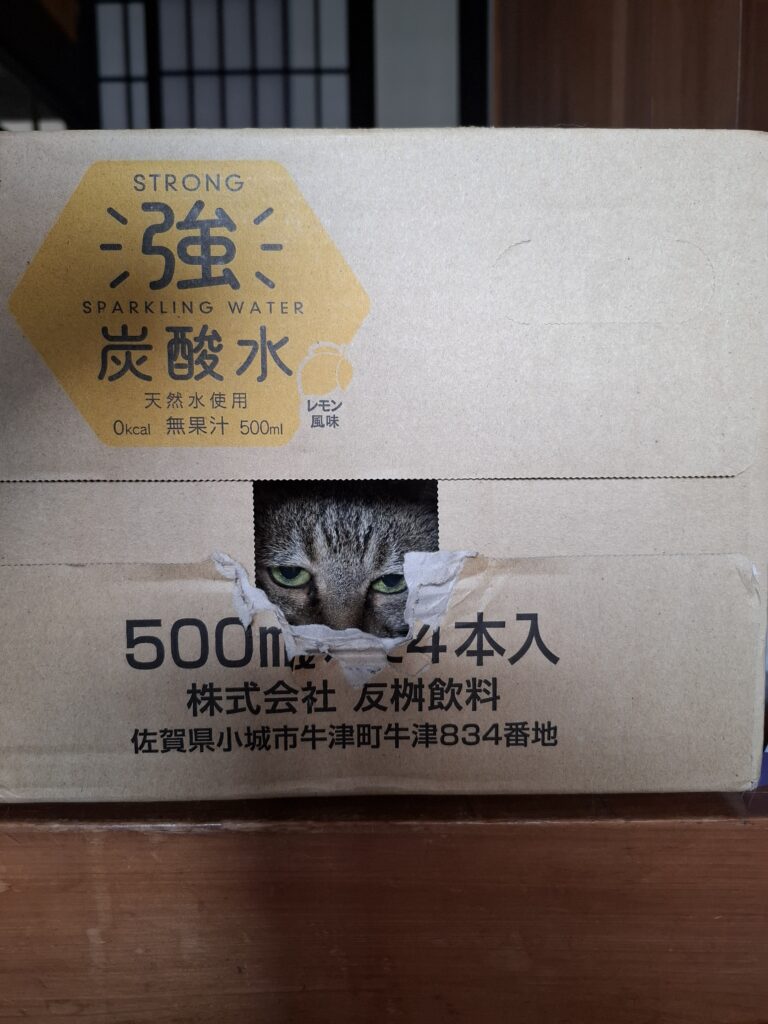 STRONG
強
SPARKLING WATER
炭酸水
天然水使用
0kcal 無果汁 500ml
レモン
風味
500ml 4本入
株式会社 友桝飲料
佐賀県小城市牛津町牛津834番地